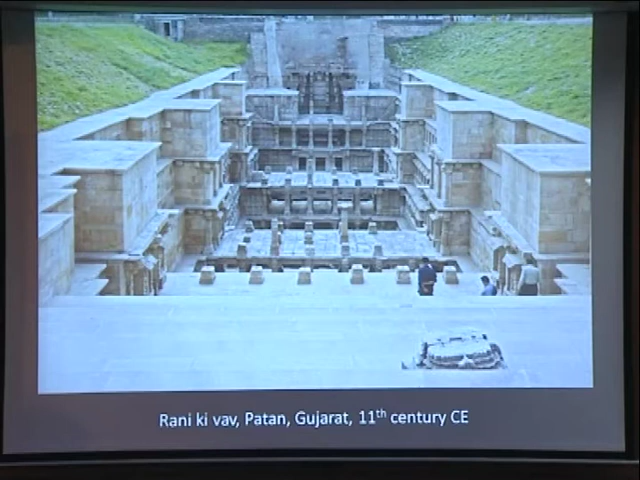 Rani ki vav, Patan, Gujarat, 11th century CE